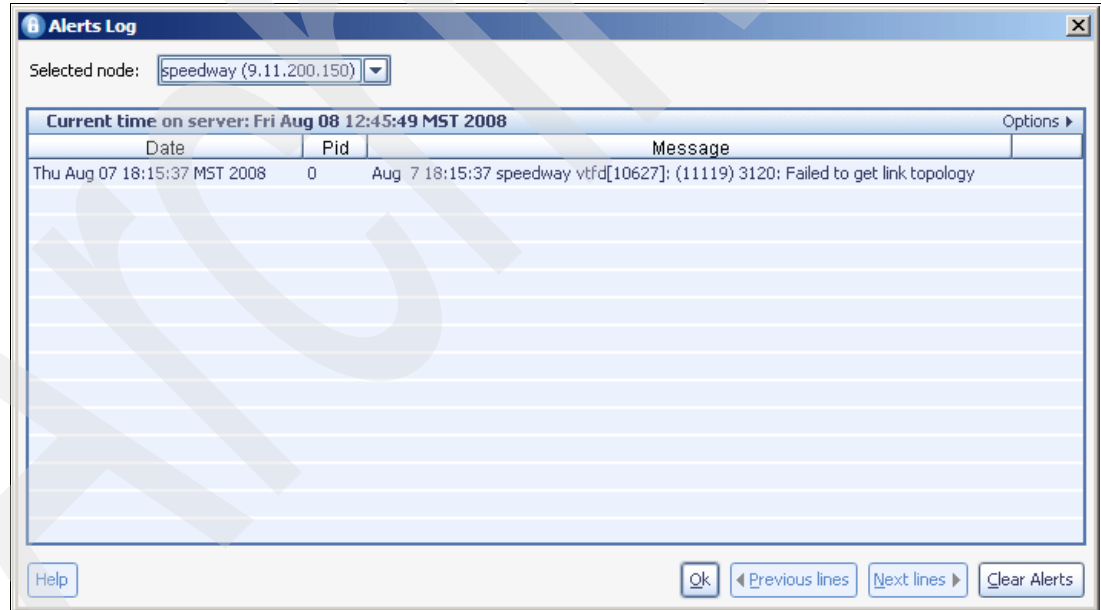 Alerts Log
Selected node: speedway (9.11.200.150)
Current time on server: Fri Aug 08 12:45:49 MST 2008 Options
Date Pid Message
Thu Aug 07 18:15:37 MST 2008 0 Aug 7 18:15:37 speedway vtfd[10627]: (11119) 3120: Failed to get link topology
Help Ok Previous lines Next lines Clear Alerts